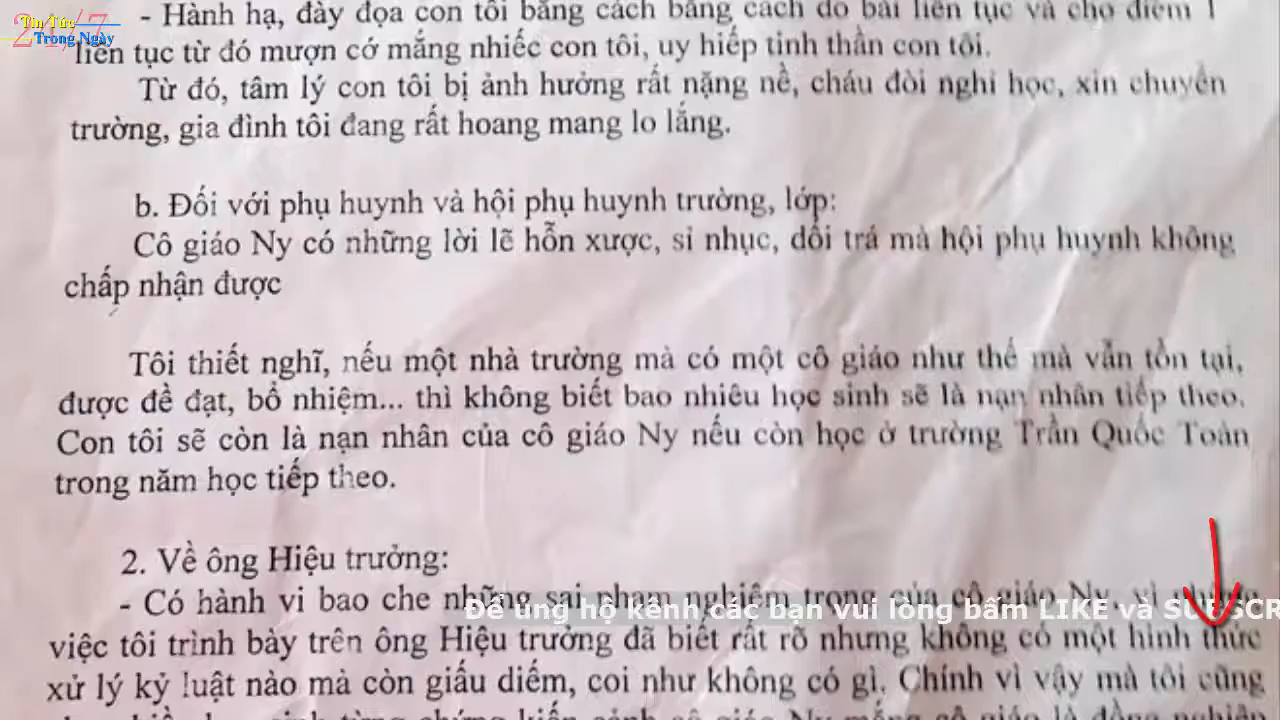 - Hành hạ, đày đọa con tôi bằng cách bằng cách dò bài liên tục và cho điểm 1
24/7
Tin Tức
Trong Ngày
liên tục từ đó mượn cớ mắng nhiếc con tôi, uy hiếp tinh thần con tôi.
Từ đó, tâm lý con tôi bị ảnh hưởng rất nặng nề, cháu đòi nghỉ học, xin chuyển
trường, gia đình tôi đang rất hoang mang lo lắng.
b. Đối với phụ huynh và hội phụ huynh trường, lớp:
Cô giáo Ny có những lời lẽ hỗn xược, sỉ nhục, dối trá mà hội phụ huynh không
chấp nhận được
Tôi thiết nghĩ, nếu một nhà trường mà có một cô giáo như thế mà vẫn tồn tại,
được đề đạt, bổ nhiệm... thì không biết bao nhiêu học sinh sẽ là nạn nhân tiếp theo.
Con tôi sẽ còn là nạn nhân của cô giáo Ny nếu còn học ở trường Trần Quốc Toản
trong năm học tiếp theo.
2. Về ông Hiệu trưởng:
- Có hành vi bao che những sai phạm nghiêm trọng của cô giáo Ny, vì
Để ủng hộ kênh các bạn vui lòng bấm LIKE và SUBSCR
việc tôi trình bày trên ông Hiệu trưởng đã biết rất rõ nhưng không có một hình thức
xử lý kỷ luật nào mà còn giấu diếm, coi như không có gì. Chính vì vậy mà tôi cũng